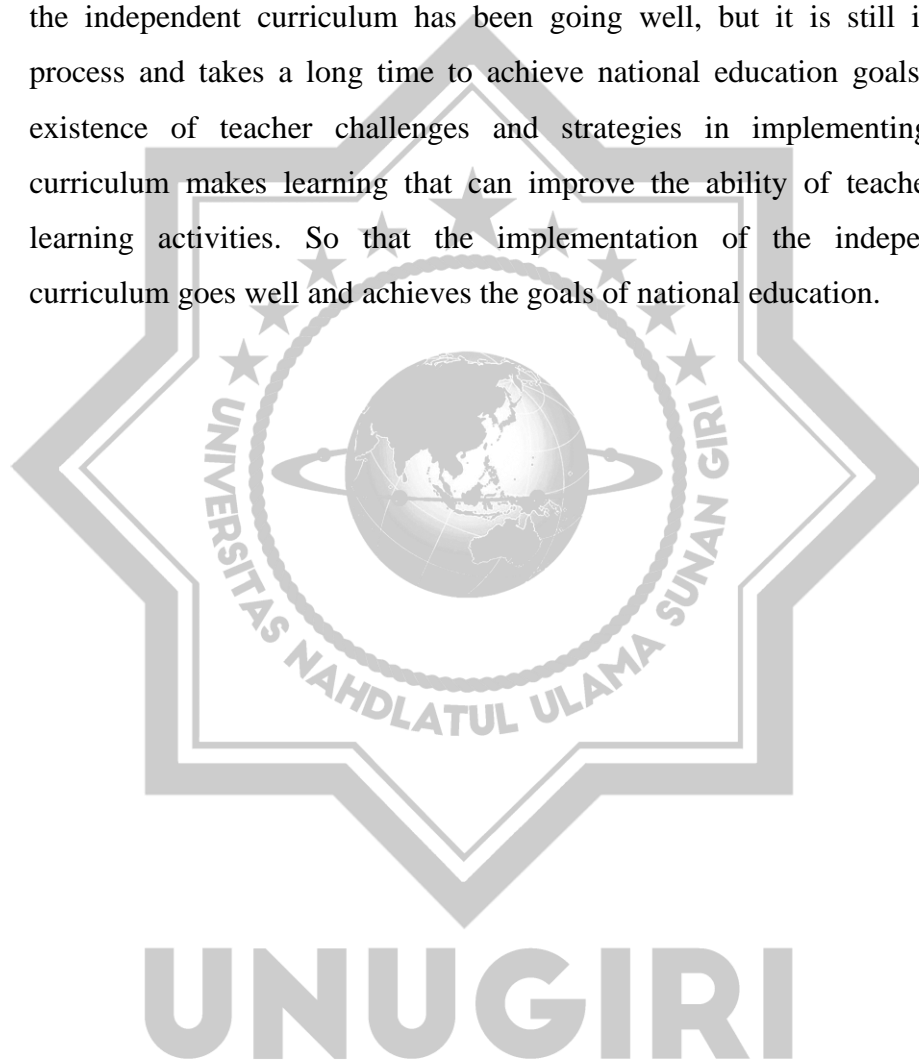 the independent curriculum has been going well, but it is still i
process and takes a long time to achieve national education goals
existence of teacher challenges and strategies in implementing
curriculum makes learning that can improve the ability of teache
learning activities. So that the implementation of the indepe
curriculum goes well and achieves the goals of national education.
UNIVERSITAS NAHDLATUL ULAMA SUNAN GIRI
UNUGIRI